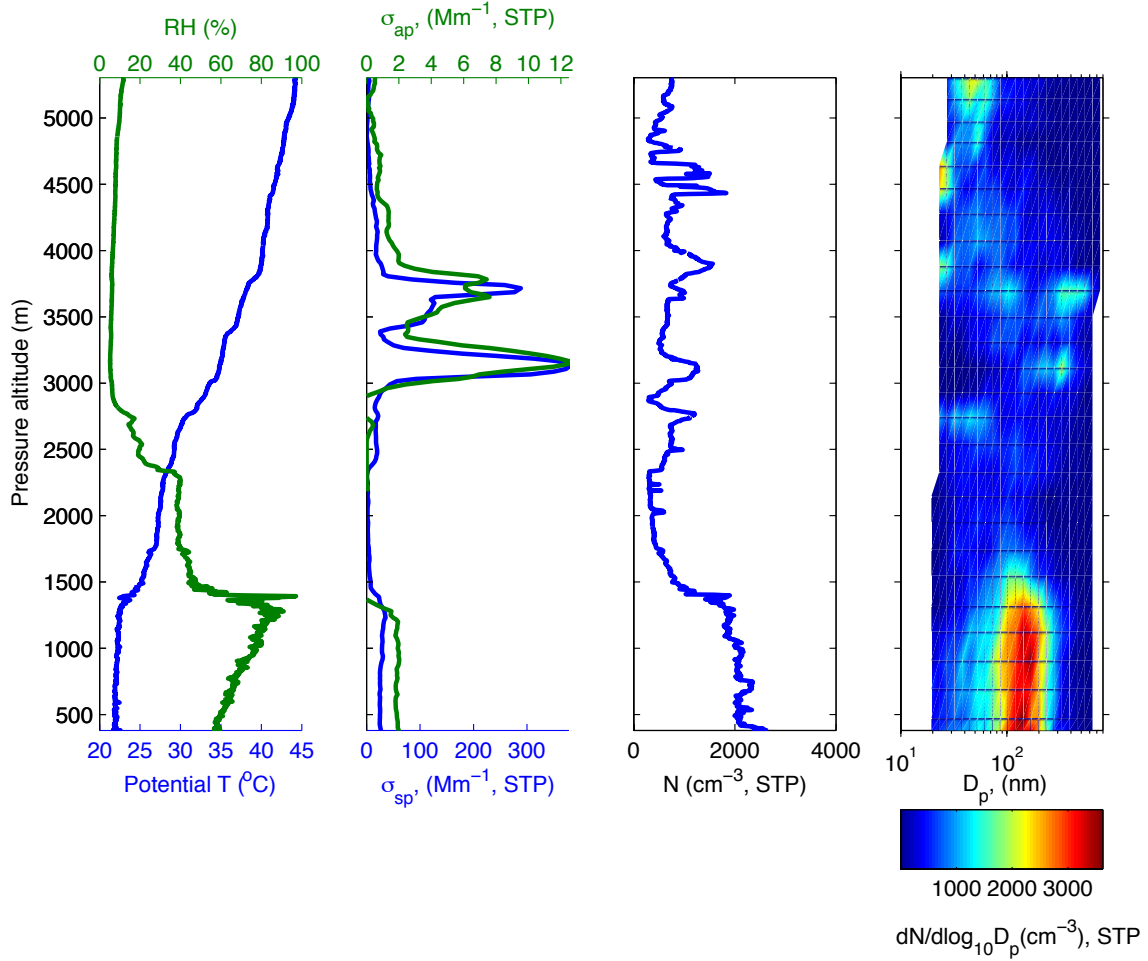 RH (%)
0 20 40 60 80 100
σap, (Mm−1, STP)
0 2 4 6 8 10 12
Pressure altitude (m)
5000
4500
4000
3500
3000
2500
2000
1500
1000
500
20 25 30 35 40 45
Potential T (oC)
0 100 200 300
σsp, (Mm−1, STP)
0 2000 4000
N (cm−3, STP)
101 102
Dp, (nm)
1000 2000 3000
dN/dlog10Dp(cm−3), STP